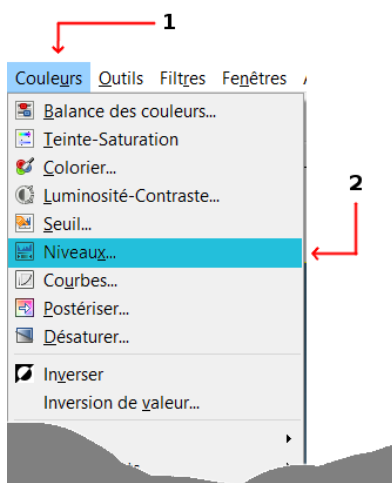 1
Couleurs Outils Filtres Fenêtres
Balance des couleurs...
Teinte-Saturation
Colorier...
Luminosité-Contraste...
2
Seuil...
Niveaux...
Courbes...
Postériser...
Désaturer...
Inverser
Inversion de valeur...